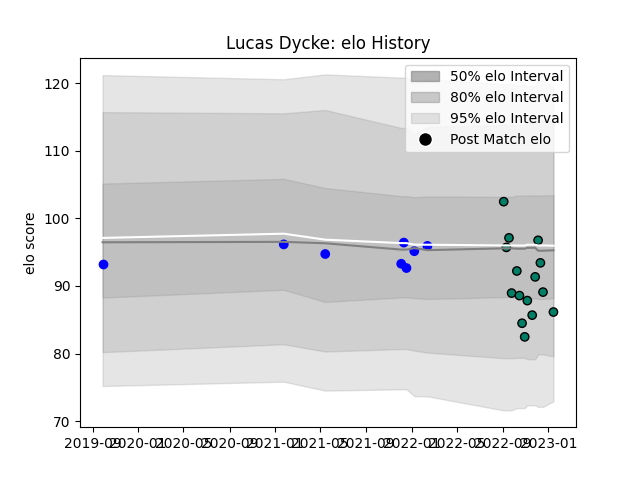 Lucas Dycke: elo History
50% elo Interval
80% elo Interval
95% elo Interval
Post Match elo
elo score
120
110
100
90
80
70
2019-09 2020-01 2020-05 2020-09 2021-01 2021-05 2021-09 2022-01 2022-05 2022-09 2023-01